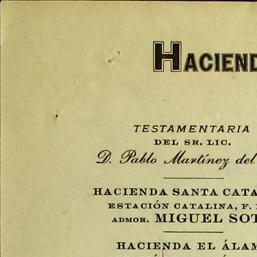 HACIEND
TESTAMENTARIA
DEL SR. LIC.
D. Pablo Martínez del
HACIENDA SANTA CATA
ESTACIÓN CATALINA, F.
ADMOR. MIGUEL SOT
HACIENDA EL ÁLAM